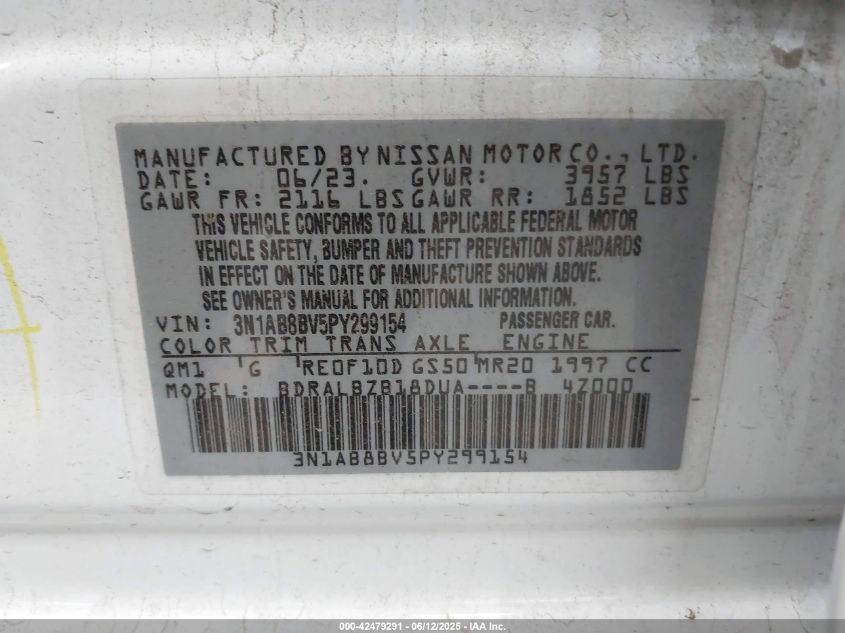 MANUFACTURED BY NISSAN MOTOR CO., LTD.
DATE: 06/23. GVWR: 3957 LBS
GAWR FR: 2116 LBS GAWR RR: 1852 LBS
THIS VEHICLE CONFORMS TO ALL APPLICABLE FEDERAL MOTOR
VEHICLE SAFETY, BUMPER AND THEFT PREVENTION STANDARDS
IN EFFECT ON THE DATE OF MANUFACTURE SHOWN ABOVE.
SEE OWNER'S MANUAL FOR ADDITIONAL INFORMATION.
VIN: 3N1AB8BV5PY299154 PASSENGER CAR.
COLOR TRIM TRANS AXLE ENGINE
QM1 G RE0F10D GS50 MR20 1997 CC
MODEL: BDRALBZB18DUA----B 4Z000
3N1AB8BV5PY299154
000-42479291 - 06/12/2025 - IAA Inc.